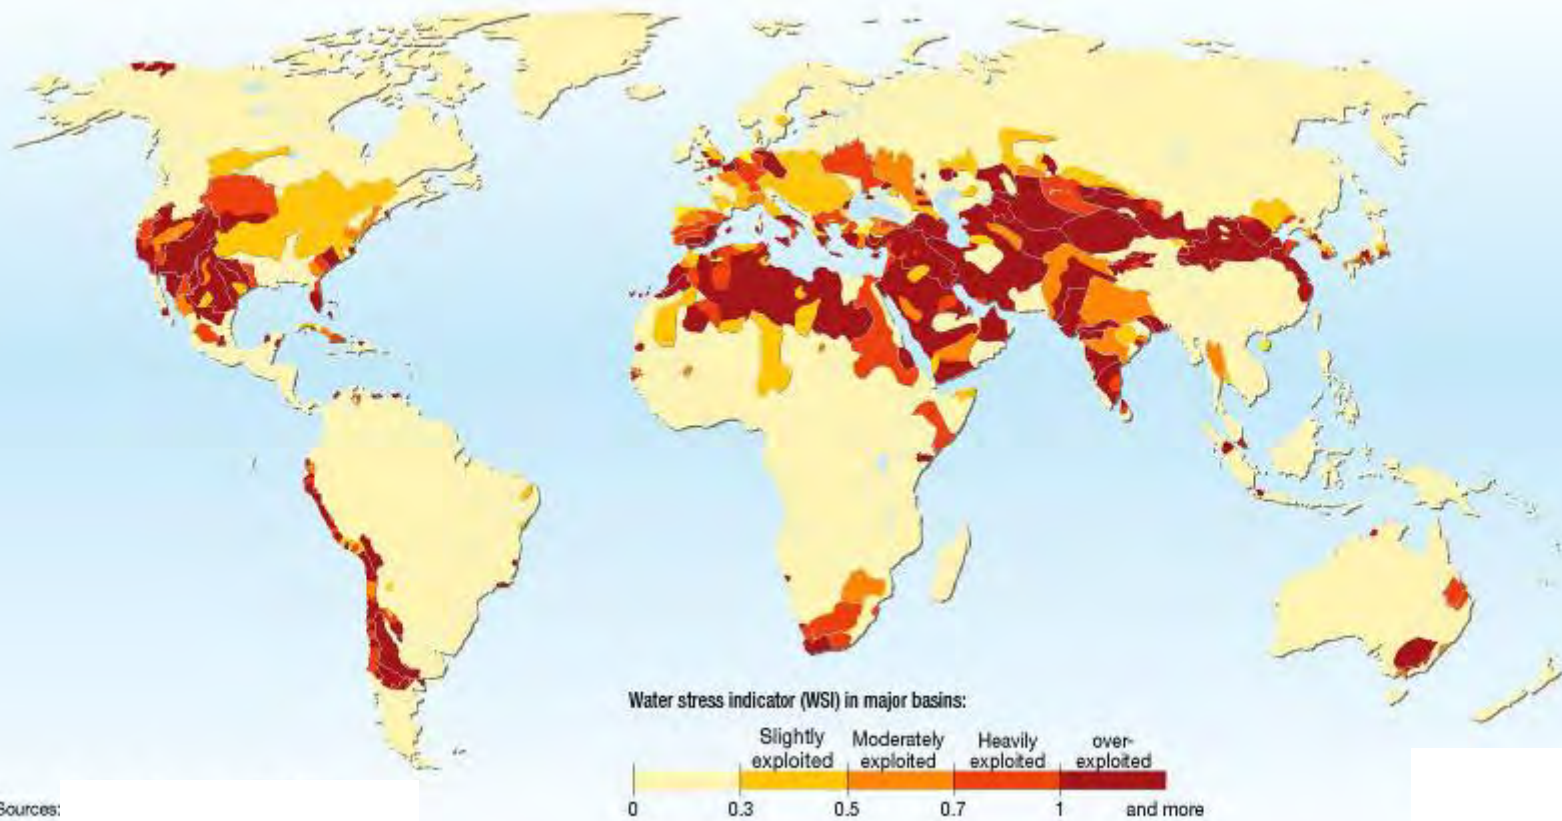 Water stress indicator (WSI) in major basins:
Slightly exploited
Moderately exploited
Heavily exploited
over-exploited
0 0.3 0.5 0.7 1 and more
Sources: